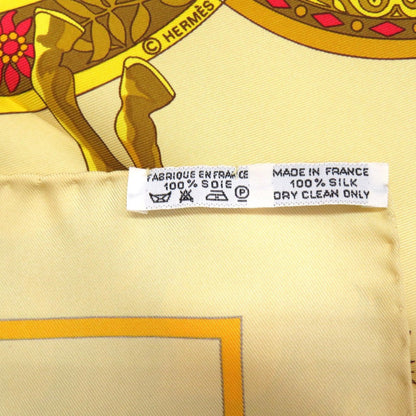 © HERMÈS
FABRIQUE EN FRANCE
100% SOIE
MADE IN FRANCE
100% SILK
DRY CLEAN ONLY